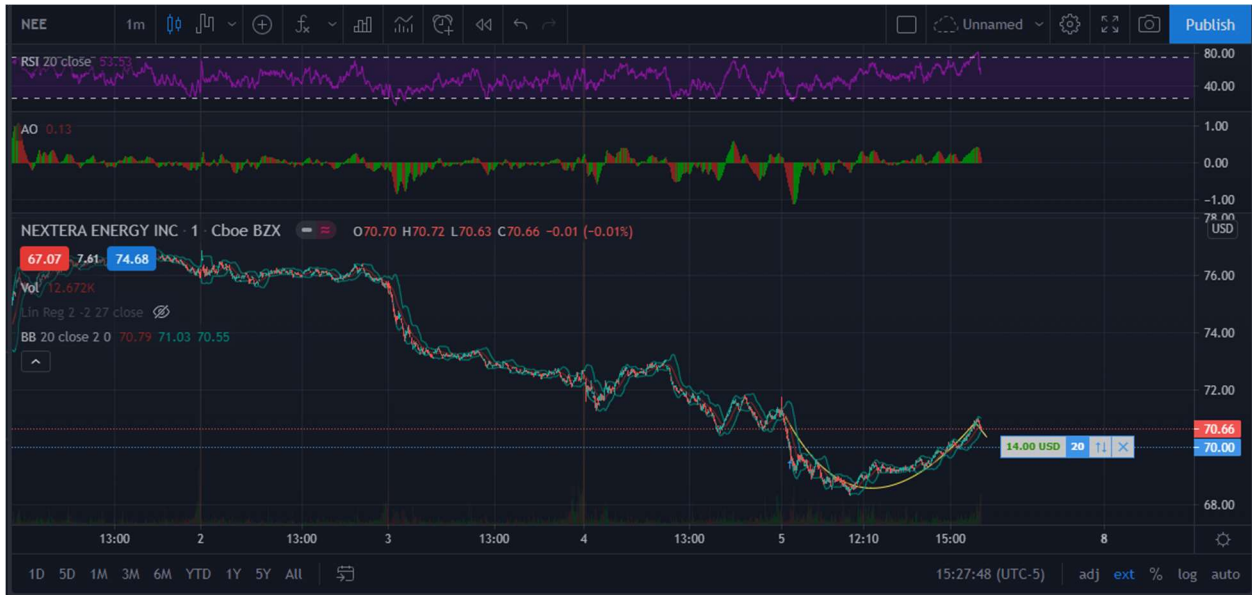 NEE 1m fx Unnamed Publish
RSI 20 close 53.53
80.00
40.00
AO 0.13
1.00
0.00
−1.00
NEXTERA ENERGY INC · 1 · Cboe BZX O70.70 H70.72 L70.63 C70.66 −0.01 (−0.01%)
78.00
USD
67.07 7.61 74.68
Vol 12.672K
Lin Reg 2 -2 27 close
BB 20 close 2 0 70.79 71.03 70.55
76.00
74.00
72.00
70.66
14.00 USD 20
70.00
68.00
13:00 2 13:00 3 13:00 4 13:00 5 12:10 15:00 8
1D 5D 1M 3M 6M YTD 1Y 5Y All 15:27:48 (UTC-5) adj ext % log auto